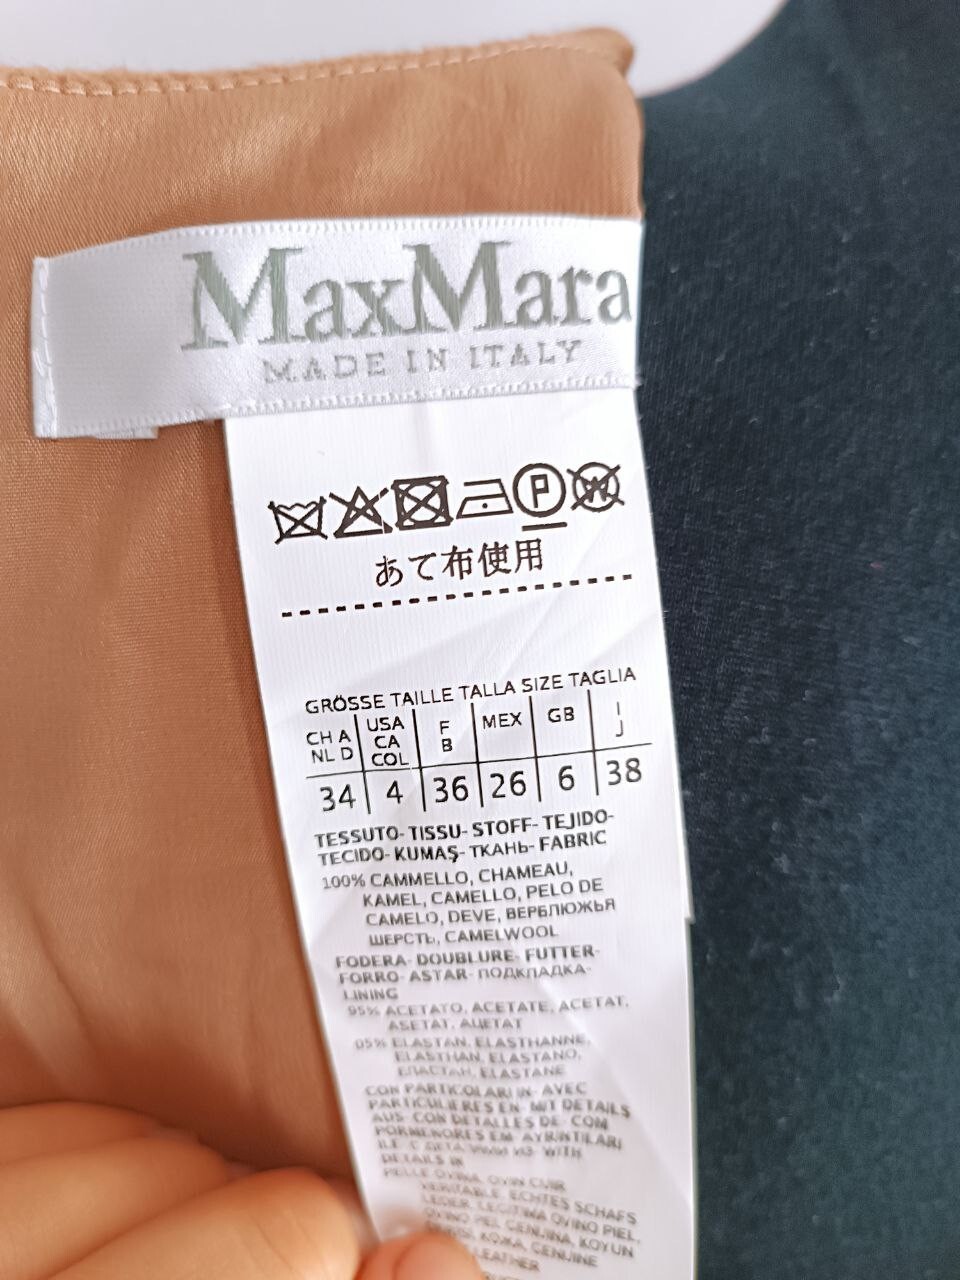 MaxMara
MADE IN ITALY
P W
あて布使用
GRÖSSE TAILLE TALLA SIZE TAGLIA
CH A NL D USA CA COL F B MEX GB I J
34 4 36 26 6 38
TESSUTO- TISSU- STOFF- TEJIDO-
TECIDO- KUMAŞ- ТКАНЬ- FABRIC
100% CAMMELLO, CHAMEAU,
KAMEL, CAMELLO, PELO DE
CAMELO, DEVE, ВЕРБЛЮЖЬЯ
ШЕРСТЬ, CAMELWOOL
FODERA- DOUBLURE- FUTTER-
FORRO- ASTAR- ПОДКЛАДКА-
LINING
95% ACETATO, ACETATE, ACETAT,
ASETAT, АЦЕТАТ
05% ELASTAN, ELASTHANNE,
ELASTHAN, ELASTANO,
ЕЛАСТАН, ELASTANE
CON PARTICOLARI IN- AVEC
PARTICULIERES EN- MIT DETAILS
AUS- CON DETALLES DE- COM
PORMENORES EM- AYRINTILARI
ILE- С ДЕТАЛЯМИ ИЗ- WITH
DETAILS IN
PELLE OVINA, OVIN CUIR
VERITABLE, ECHTES SCHAFS
LEDER, LEGITIMA OVINO PIEL,
OVINO PEL GENUINA, KOYUN
КОЖА, GENUINE
LEATHER